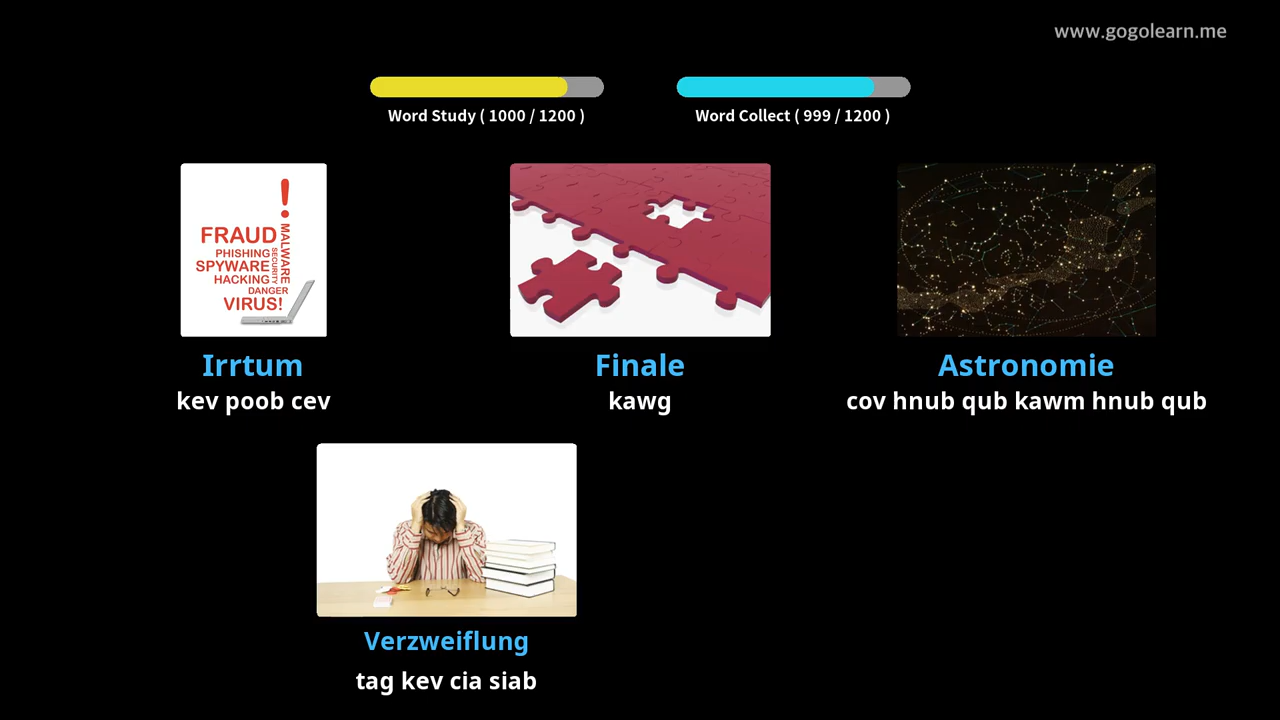 www.gogolearn.me
Word Study ( 1000 / 1200 )
Word Collect ( 999 / 1200 )
!
FRAUD
MALWARE
PHISHING
SECURITY
SPYWARE
HACKING
DANGER
VIRUS!
Irrtum
kev poob cev
Finale
kawg
Astronomie
cov hnub qub kawm hnub qub
Verzweiflung
tag kev cia siab